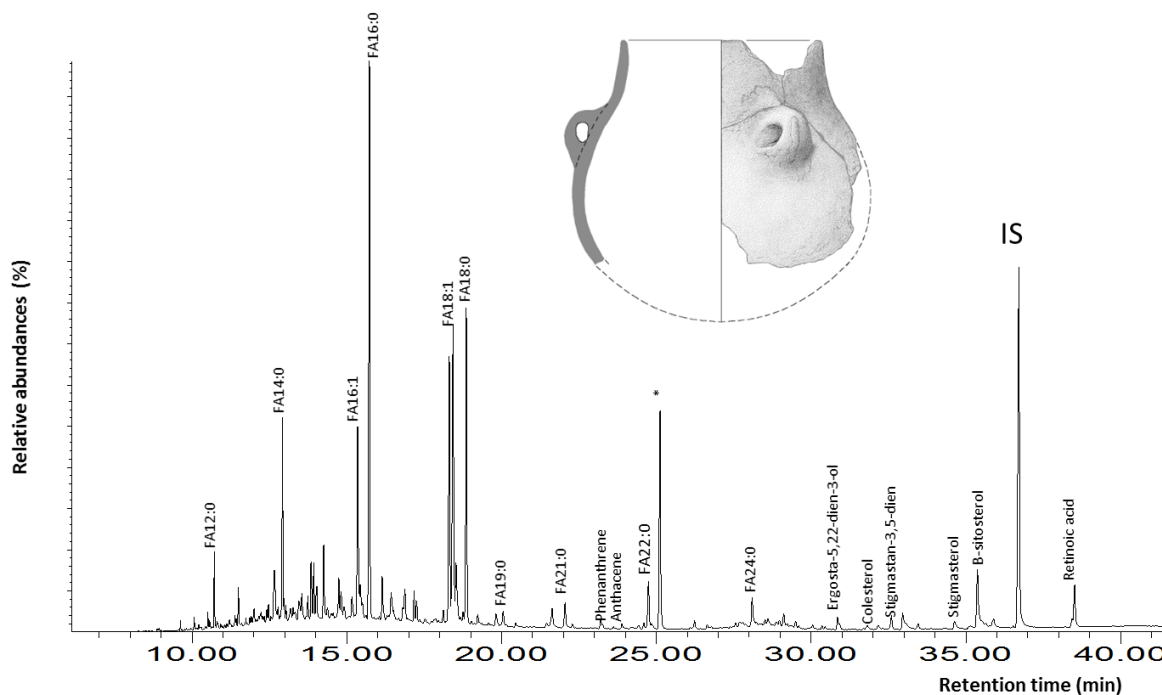 Relative abundances (%)
FA12:0
FA14:0
FA16:1
FA16:0
FA18:1
FA18:0
FA19:0
FA21:0
Phenanthrene
Anthacene
FA22:0
*
FA24:0
Ergosta-5,22-dien-3-ol
Colesterol
Stigmastan-3,5-dien
Stigmasterol
B-sitosterol
IS
Retinoic acid
10.00 15.00 20.00 25.00 30.00 35.00 40.00
Retention time (min)